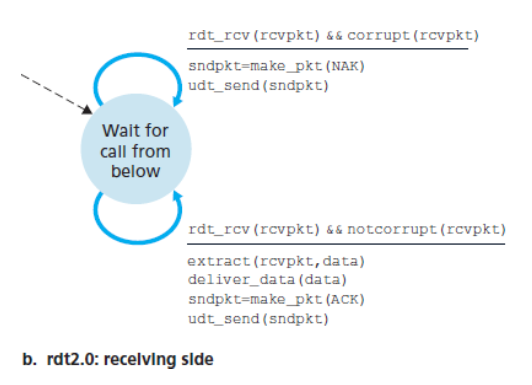 rdt_rcv(rcvpkt) && corrupt(rcvpkt)
sndpkt=make_pkt(NAK)
udt_send(sndpkt)
Wait for
call from
below
rdt_rcv(rcvpkt) && notcorrupt(rcvpkt)
extract(rcvpkt,data)
deliver_data(data)
sndpkt=make_pkt(ACK)
udt_send(sndpkt)
b. rdt2.0: receiving side